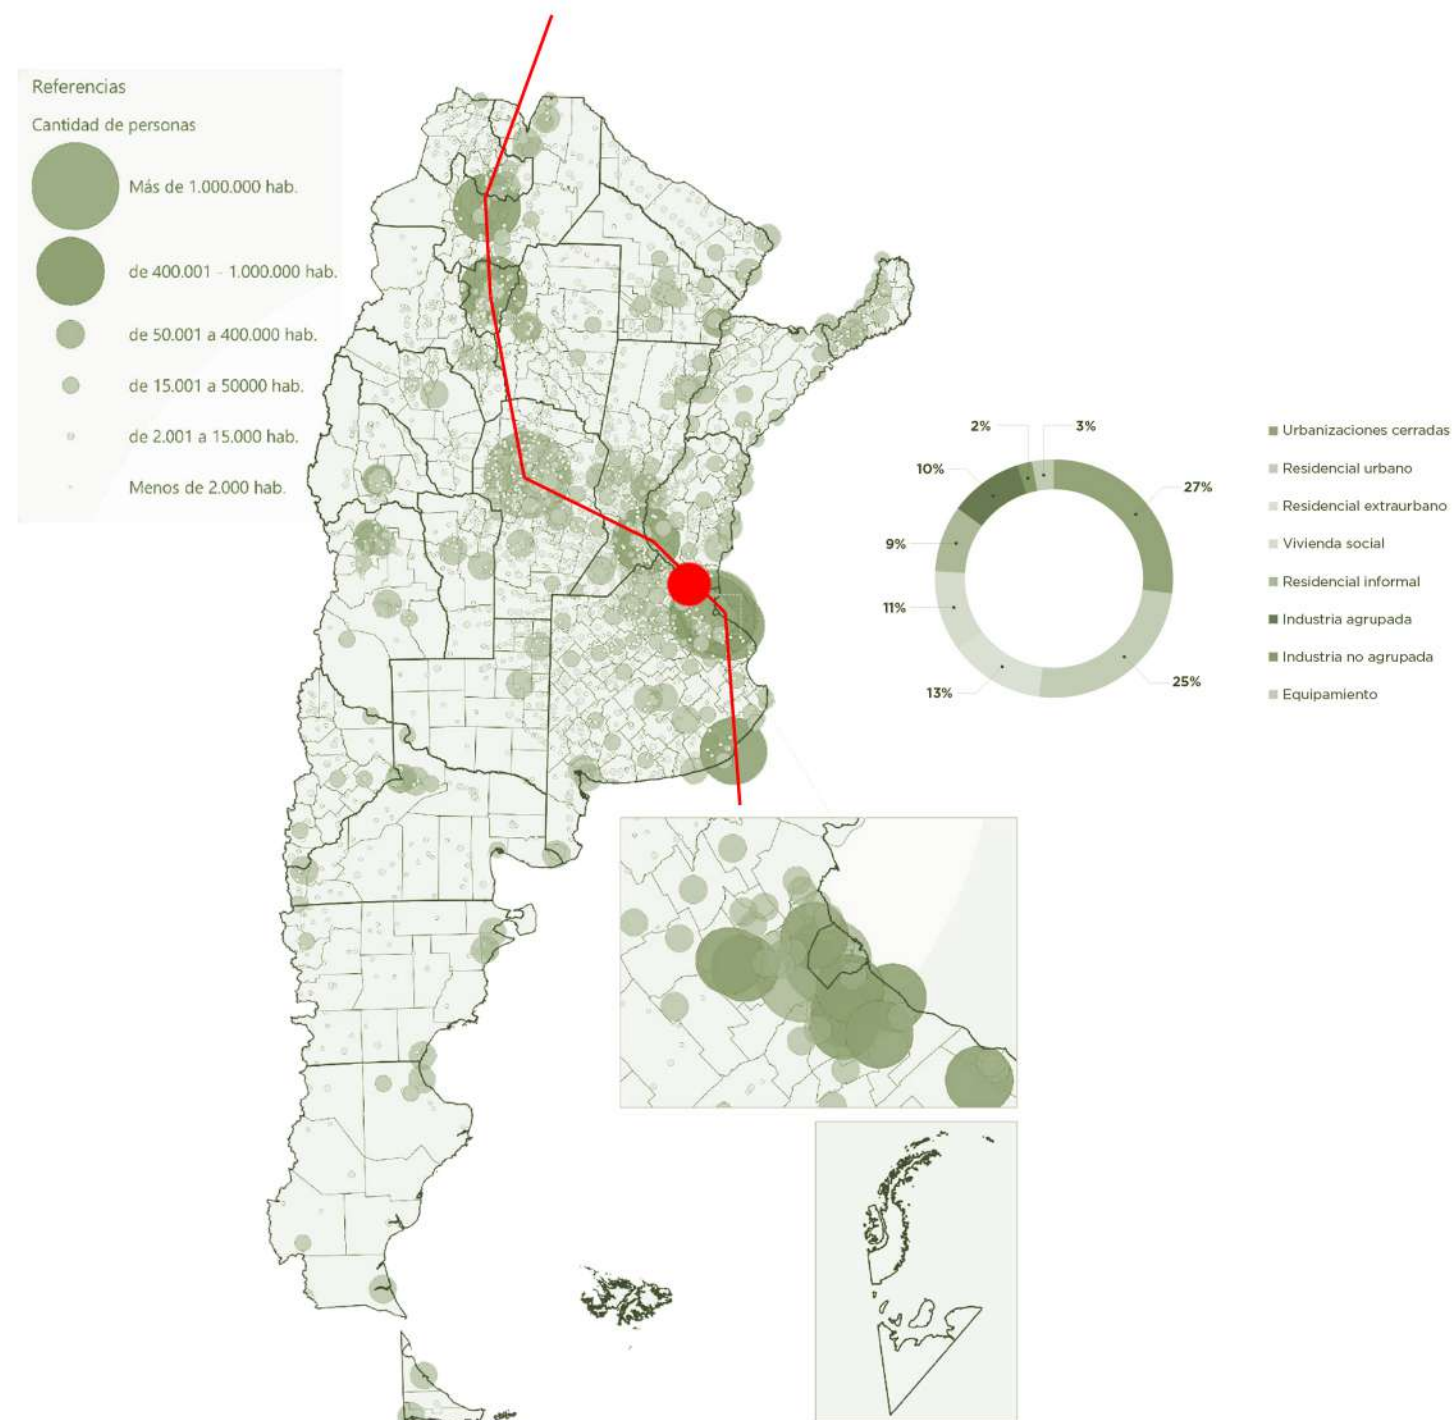 Referencias
Cantidad de personas
Más de 1.000.000 hab.
de 400.001 - 1.000.000 hab.
de 50.001 a 400.000 hab.
de 15.001 a 50000 hab.
de 2.001 a 15.000 hab.
Menos de 2.000 hab.
2%
3%
10%
27%
9%
11%
13%
25%
Urbanizaciones cerradas
Residencial urbano
Residencial extraurbano
Vivienda social
Residencial informal
Industria agrupada
Industria no agrupada
Equipamiento